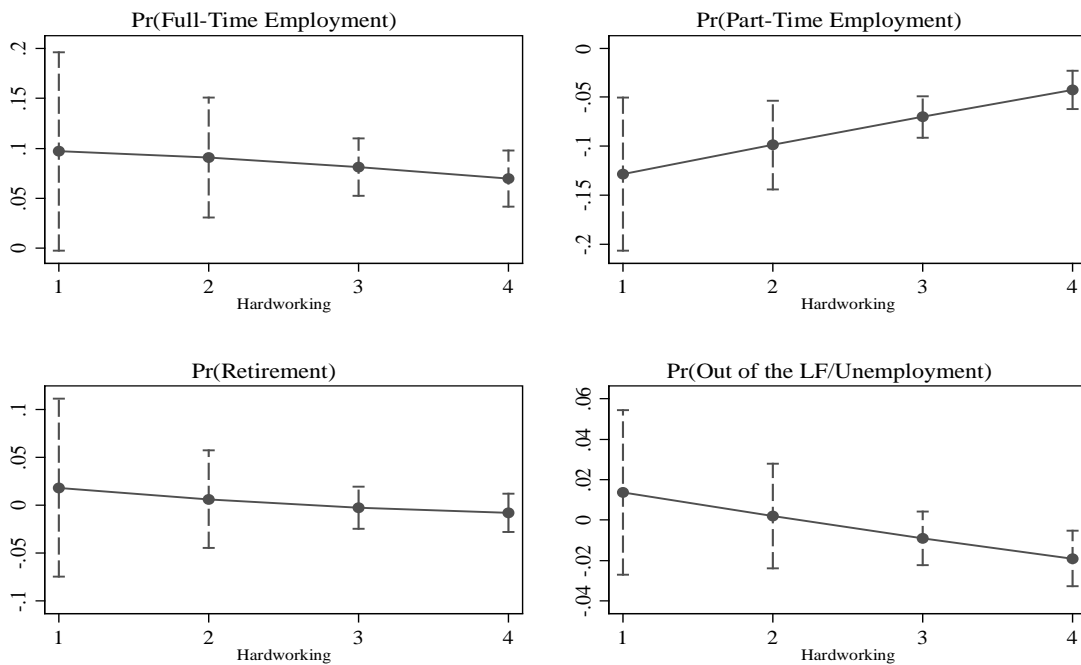 Pr(Full-Time Employment)
.2
.15
.1
.05
0
1 2 3 4
Hardworking
Pr(Part-Time Employment)
0
-.05
-.1
-.15
-.2
1 2 3 4
Hardworking
Pr(Retirement)
.1
.05
0
-.05
-.1
1 2 3 4
Hardworking
Pr(Out of the LF/Unemployment)
.06
.04
.02
0
-.02
-.04
1 2 3 4
Hardworking